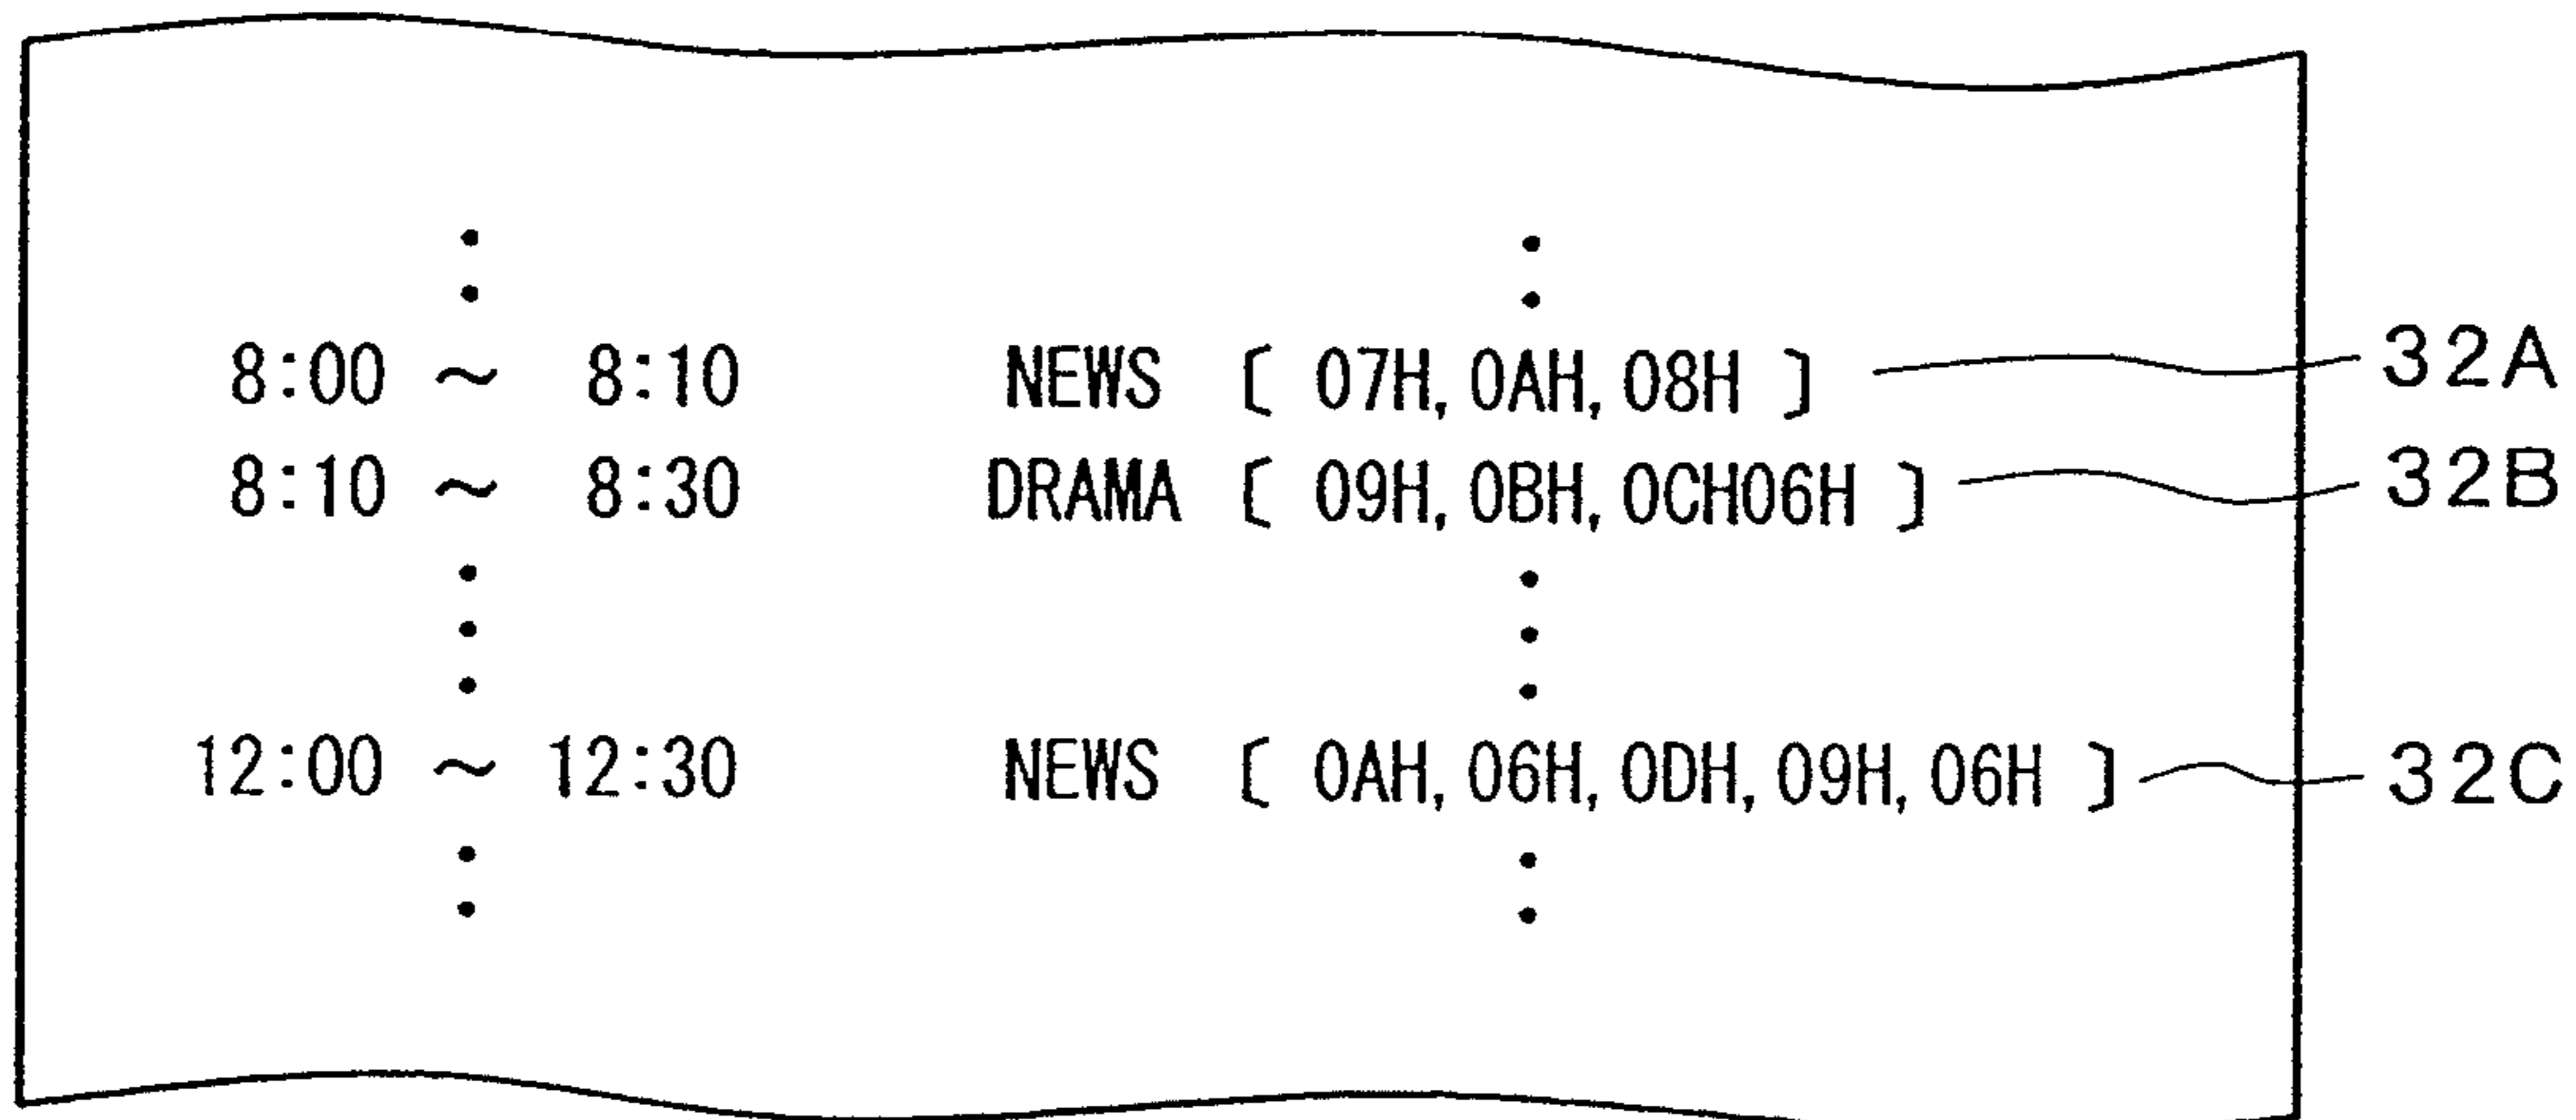 8:00 ~ 8:10 NEWS [ 07H, 0AH, 08H ] 32A
8:10 ~ 8:30 DRAMA [ 09H, 0BH, 0CH06H ] 32B
12:00 ~ 12:30 NEWS [ 0AH, 06H, 0DH, 09H, 06H ] 32C